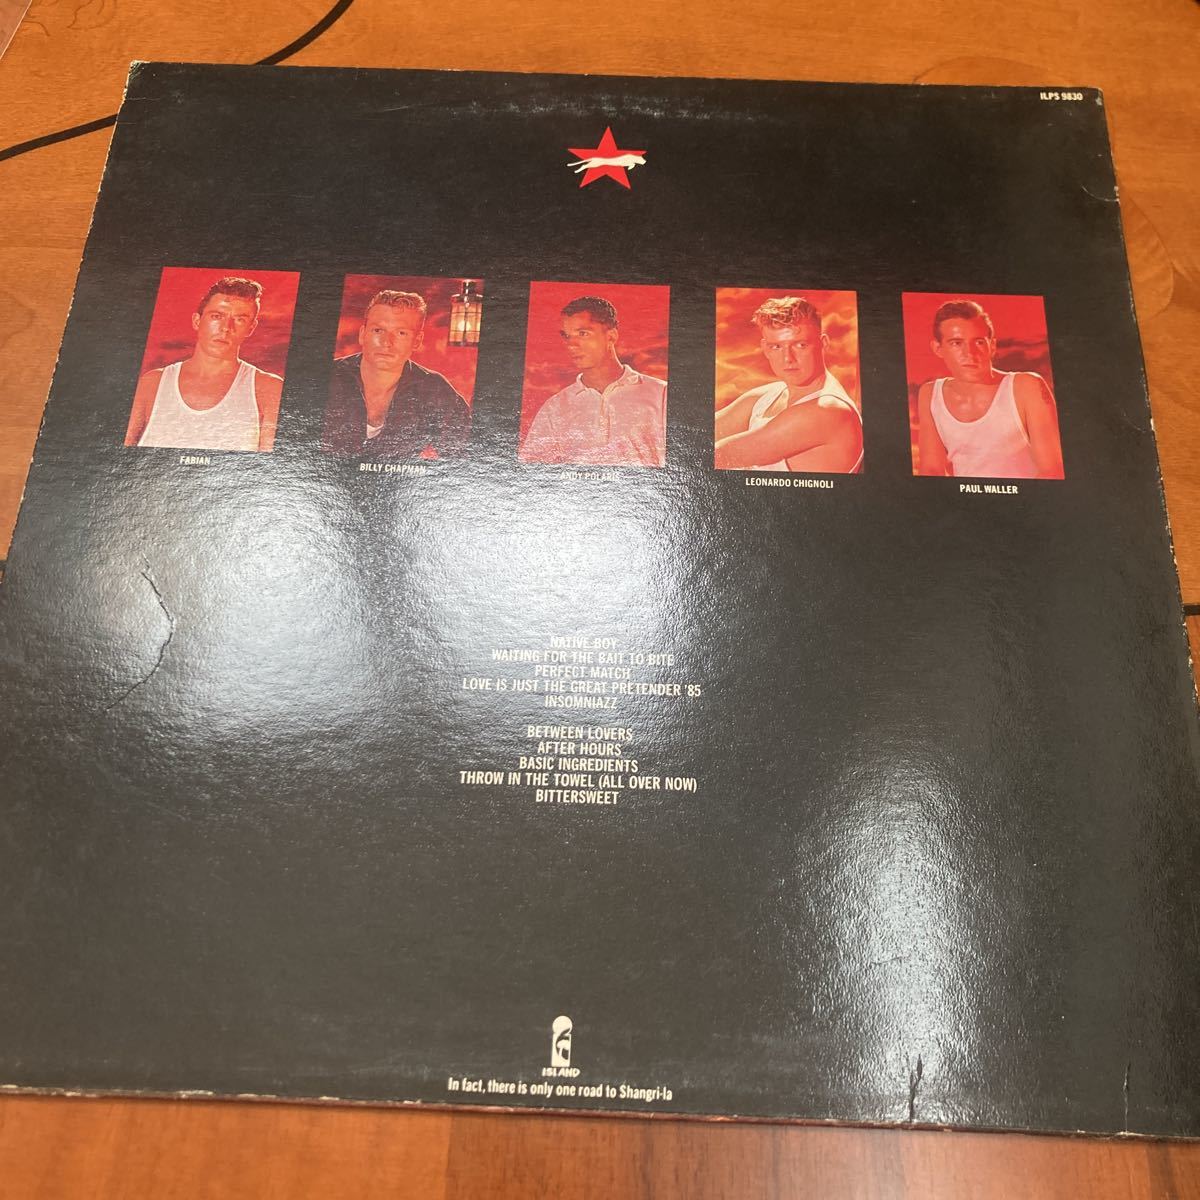 ILPS 9830
FABIAN
BILLY CHAPMAN
ANDY POLARIS
LEONARDO CHIGNOLI
PAUL WALLER
NATIVE BOY
WAITING FOR THE BAIT TO BITE
PERFECT MATCH
LOVE IS JUST THE GREAT PRETENDER '85
INSOMNIAZZ
BETWEEN LOVERS
AFTER HOURS
BASIC INGREDIENTS
THROW IN THE TOWEL (ALL OVER NOW)
BITTERSWEET
ISLAND
In fact, there is only one road to Shangri-la